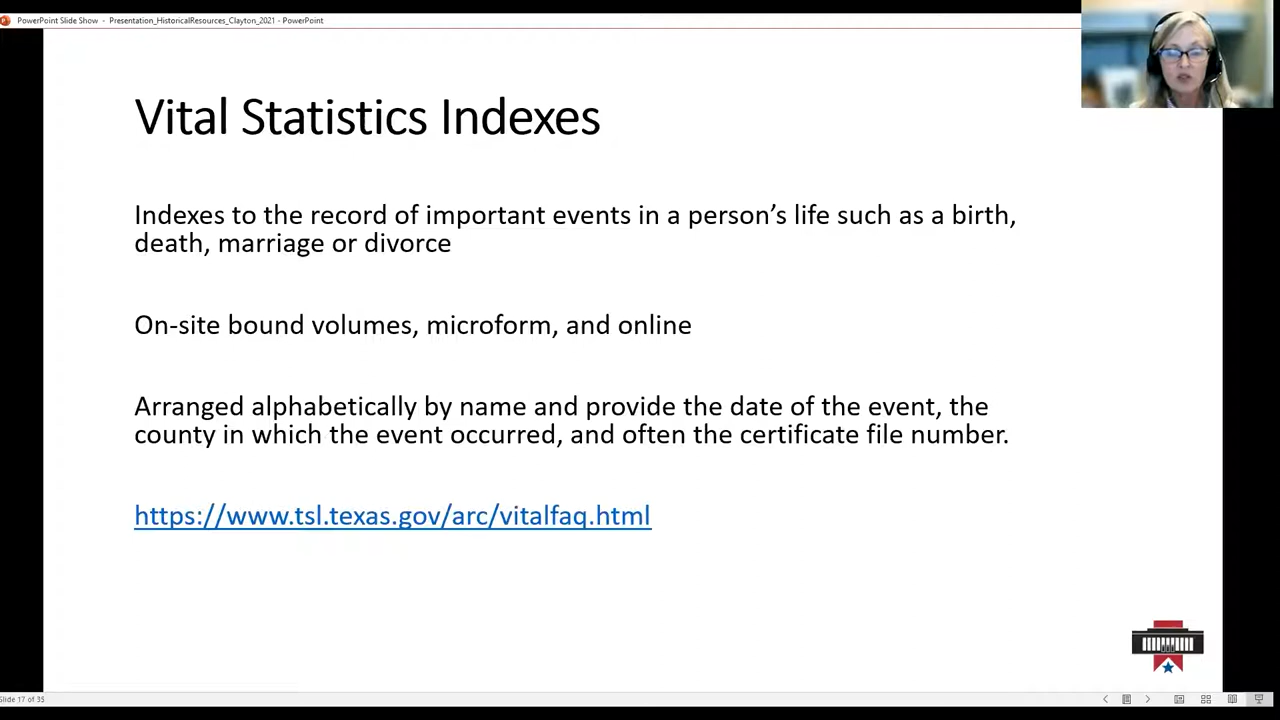 PowerPoint Slide Show - Presentation_HistoricalResources_Clayton_2021 - PowerPoint
Vital Statistics Indexes
Indexes to the record of important events in a person’s life such as a birth,
death, marriage or divorce
On-site bound volumes, microform, and online
Arranged alphabetically by name and provide the date of the event, the
county in which the event occurred, and often the certificate file number.
https://www.tsl.texas.gov/arc/vitalfaq.html
Slide 17 of 35